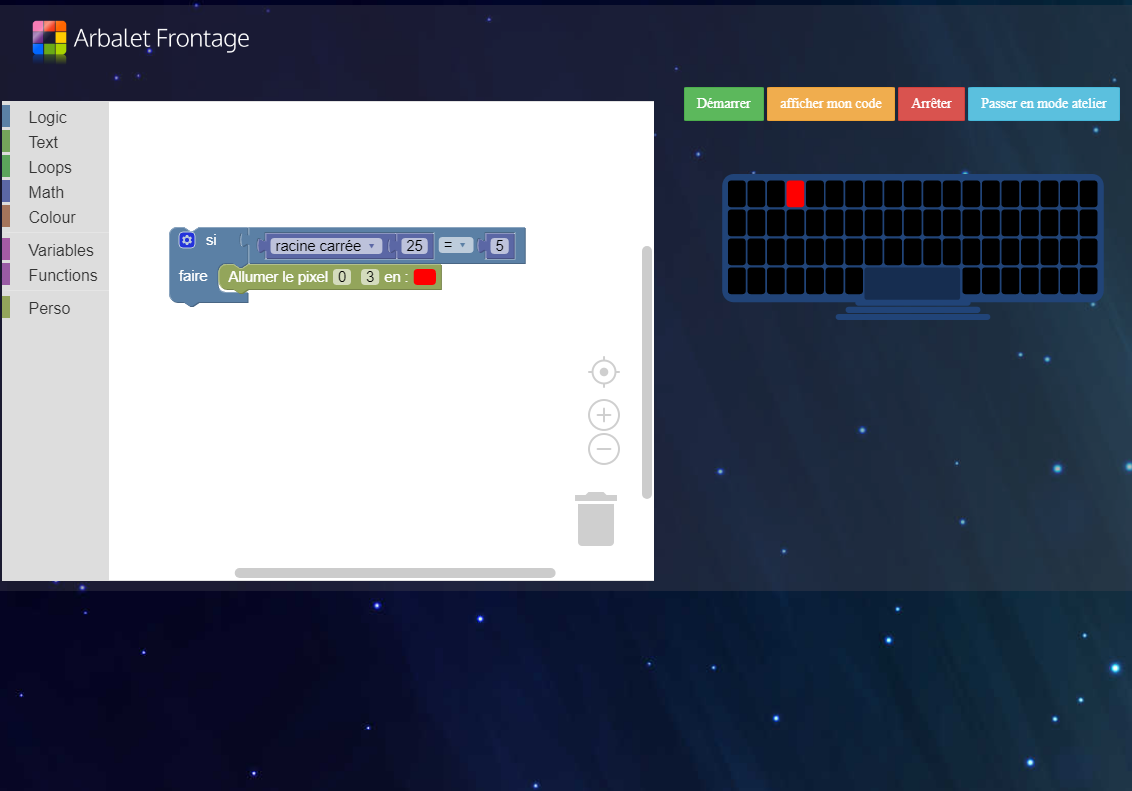 Arbalet Frontage
Démarrer
afficher mon code
Arrêter
Passer en mode atelier
Logic
Text
Loops
Math
Colour
Variables
Functions
Perso
si racine carrée 25 = 5
faire Allumer le pixel 0 3 en :